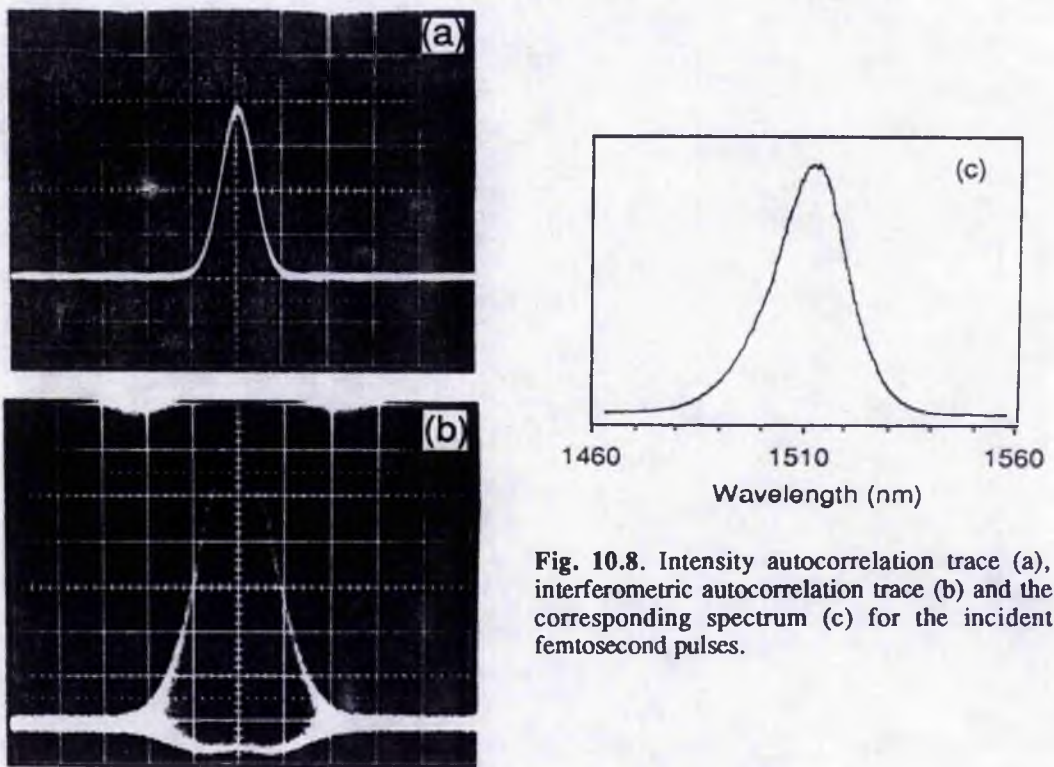 (a)
(b)
(c)
1460 1510 1560
Wavelength (nm)
Fig. 10.8. Intensity autocorrelation trace (a),
interferometric autocorrelation trace (b) and the
corresponding spectrum (c) for the incident
femtosecond pulses.